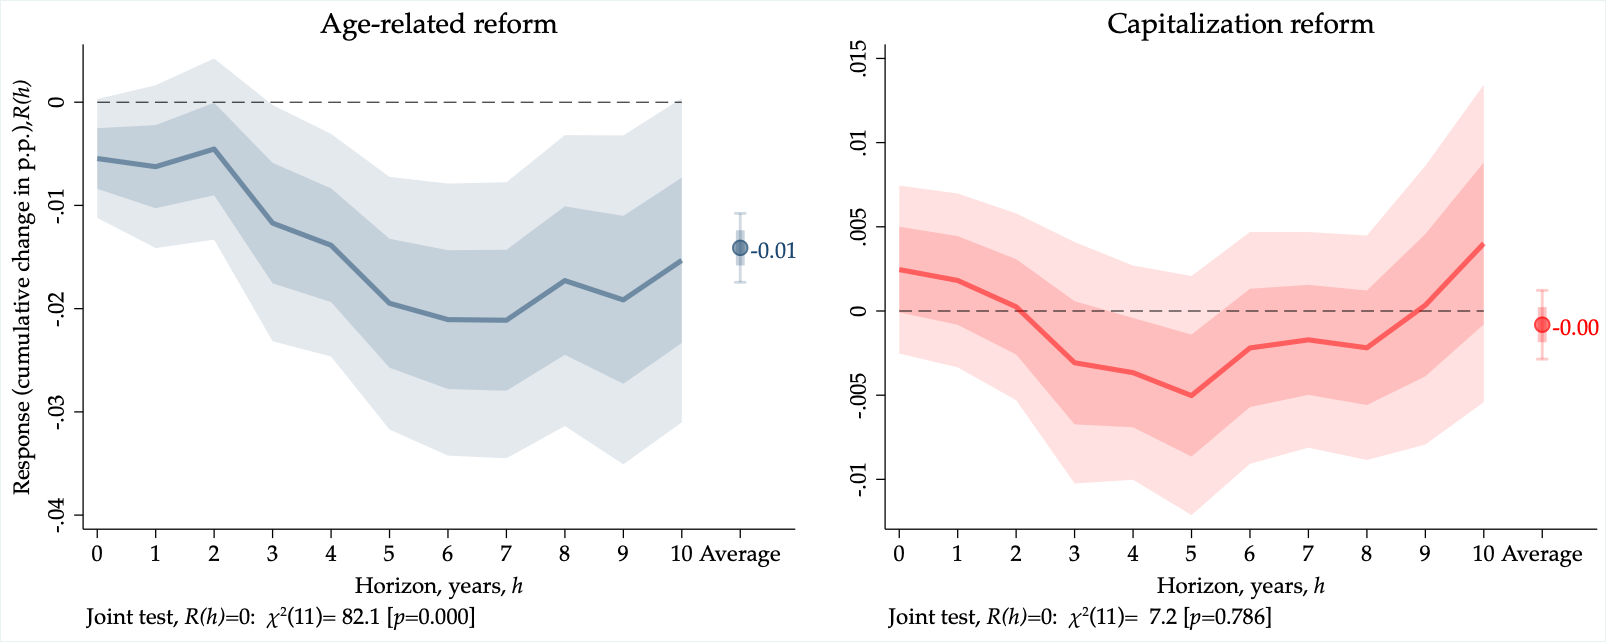 Age-related reform
Response (cumulative change in p.p.),R(h)
0
-.01
-.02
-.03
-.04
-0.01
0 1 2 3 4 5 6 7 8 9 10 Average
Horizon, years, h
Joint test, R(h)=0: χ²(11)= 82.1 [p=0.000]
Capitalization reform
.015
.01
.005
0
-.005
-.01
-0.00
0 1 2 3 4 5 6 7 8 9 10 Average
Horizon, years, h
Joint test, R(h)=0: χ²(11)= 7.2 [p=0.786]